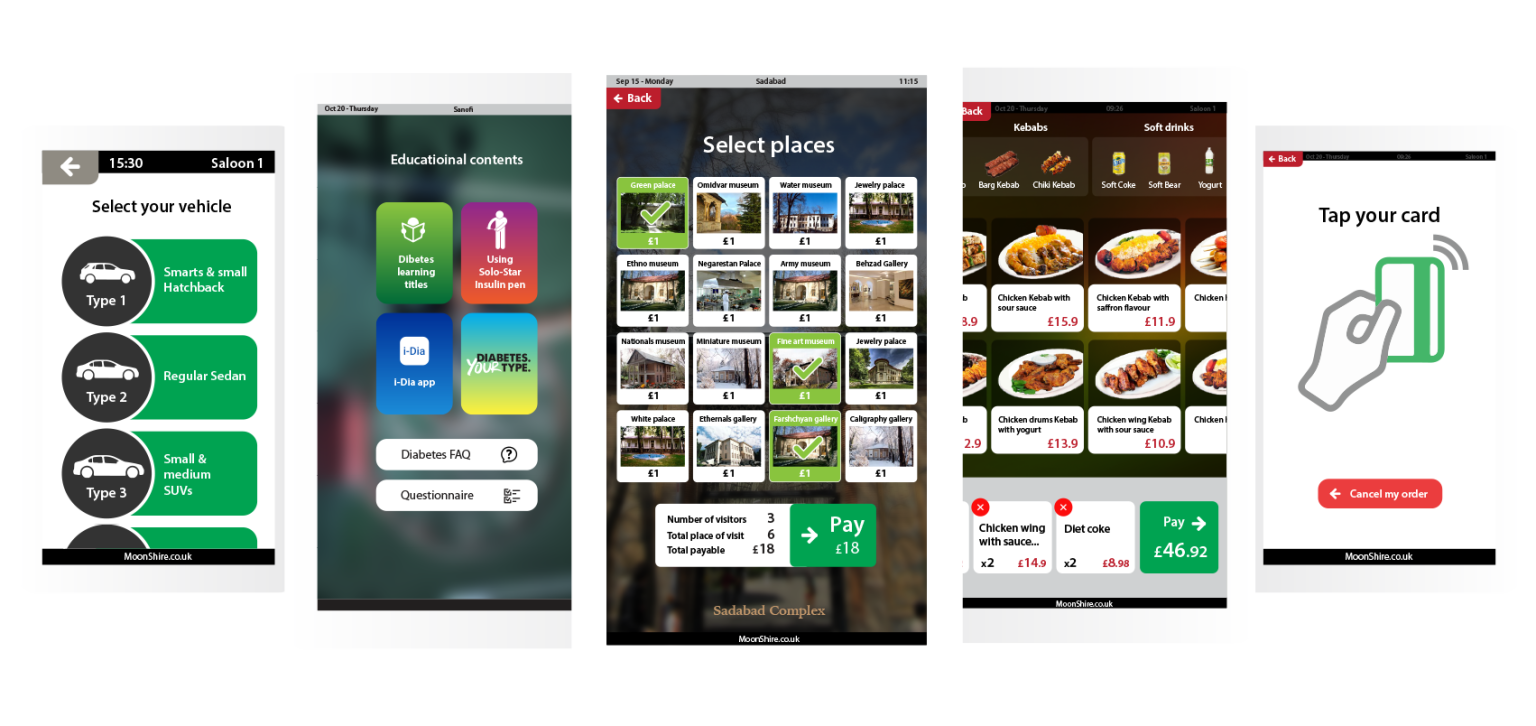 15:30
Saloon 1
Select your vehicle
Type 1
Smarts & small
Hatchback
Type 2
Regular Sedan
Type 3
Small &
medium
SUVs
MoonShire.co.uk
Oct 20 - Thursday
Sanofi
Educatioinal contents
Dibetes
learning
titles
Using
Solo-Star
Insulin pen
i-Dia
i-Dia app
DIABETES.
YOUR TYPE.
Diabetes FAQ
Questionnaire
Sep 15 - Monday
Sadabad
11:15
Back
Select places
Green palace
Omidvar museum
Water museum
Jewelry palace
£1
£1
£1
£1
Ethno museum
Negarestan Palace
Army museum
Behzad Gallery
£1
£1
£1
£1
Nationals museum
Miniature museum
Fine art museum
Jewelry palace
£1
£1
£1
£1
White palace
Ethernals gallery
Farshchyan gallery
Caligraphy gallery
£1
£1
£1
£1
Number of visitors 3
Total place of visit 6
Total payable £18
Pay
£18
Sadabad Complex
MoonShire.co.uk
Back
Oct 20 - Thursday
09:26
Saloon 1
Kebabs
Soft drinks
b
Barg Kebab
Chiki Kebab
Soft Coke
Soft Bear
Yogurt
b
8.9
Chicken Kebab with
sour sauce
£15.9
Chicken Kebab with
saffron flavour
£11.9
Chicken
b
2.9
Chicken drums Kebab
with yogurt
£13.9
Chicken wing Kebab
with sour sauce
£10.9
Chicken
Chicken wing
with sauce...
x2 £14.9
Diet coke
x2 £8.98
Pay
£46.92
MoonShire.co.uk
Back
Oct 20 - Thursday
09:26
Saloon 1
Tap your card
Cancel my order
MoonShire.co.uk